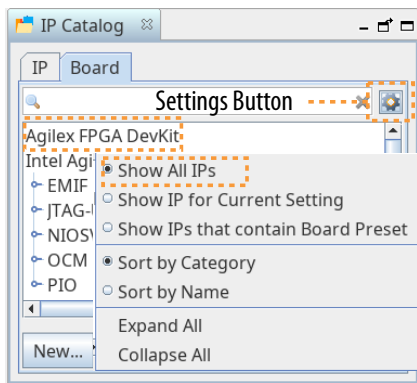 IP Catalog
IP Board
Settings Button
Agilex FPGA DevKit
Intel Agi
Show All IPs
EMIF
Show IP for Current Setting
JTAG-
Show IPs that contain Board Preset
NIOSV
OCM
Sort by Category
PIO
Sort by Name
Expand All
New...
Collapse All